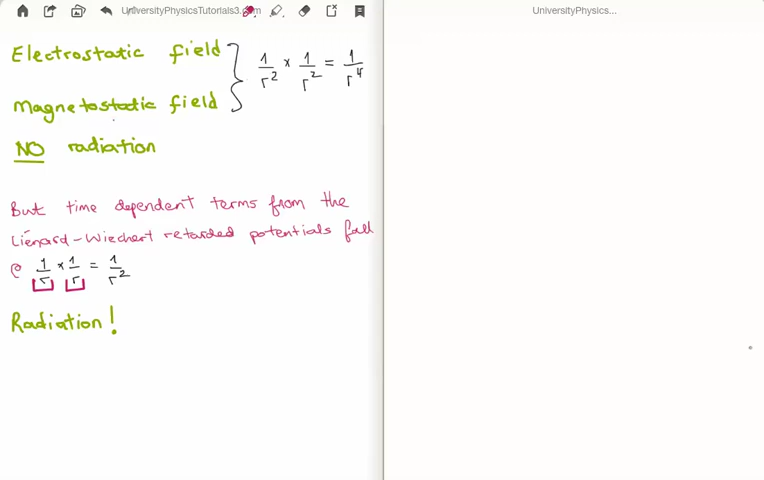 UniversityPhysicsTutorials3.com
UniversityPhysics...
Electrostatic field
1/r² × 1/r² = 1/r⁴
Magnetostatic field
NO radiation
But time dependent terms from the
Liénard-Wiechert retarded potentials fall
@ 1/r × 1/r = 1/r²
Radiation!